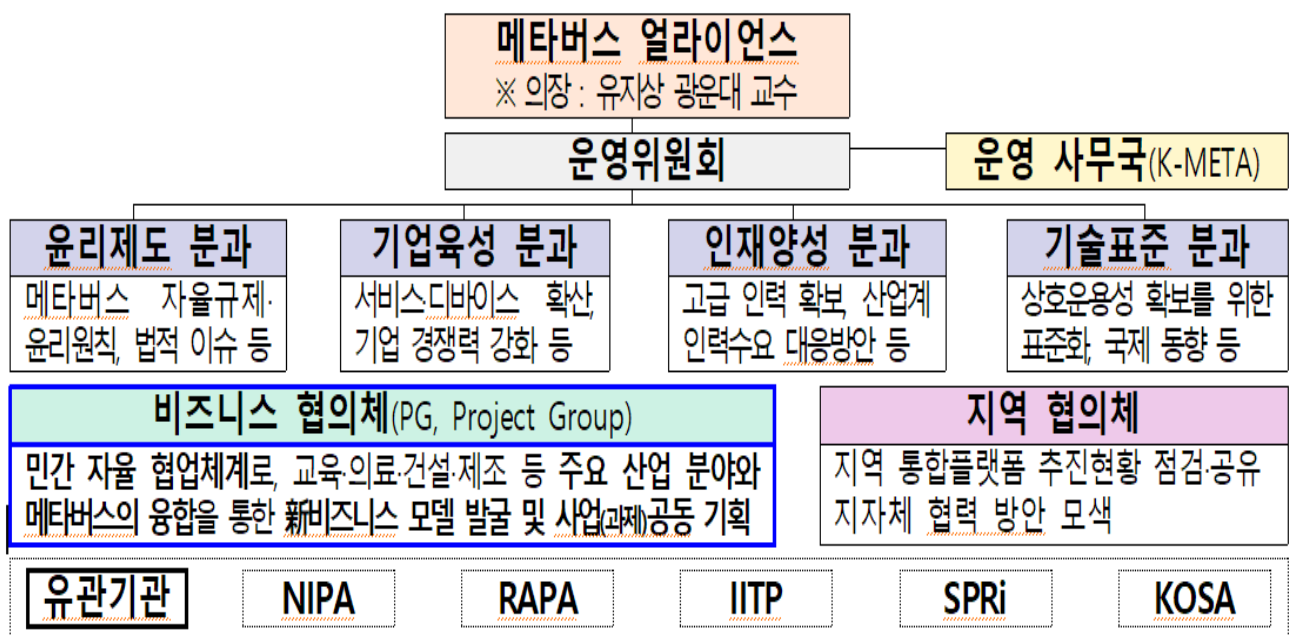 메타버스 얼라이언스
※ 의장 : 유지상 광운대 교수
운영위원회
운영 사무국(K-META)
윤리제도 분과
메타버스 자율규제·
윤리원칙, 법적 이슈 등
기업육성 분과
서비스·디바이스 확산,
기업 경쟁력 강화 등
인재양성 분과
고급 인력 확보, 산업계
인력수요 대응방안 등
기술표준 분과
상호운용성 확보를 위한
표준화, 국제 동향 등
비즈니스 협의체(PG, Project Group)
민간 자율 협업체계로, 교육·의료·건설·제조 등 주요 산업 분야와
메타버스의 융합을 통한 新비즈니스 모델 발굴 및 사업(과제)공동 기획
지역 협의체
지역 통합플랫폼 추진현황 점검·공유
지자체 협력 방안 모색
유관기관
NIPA
RAPA
IITP
SPRi
KOSA